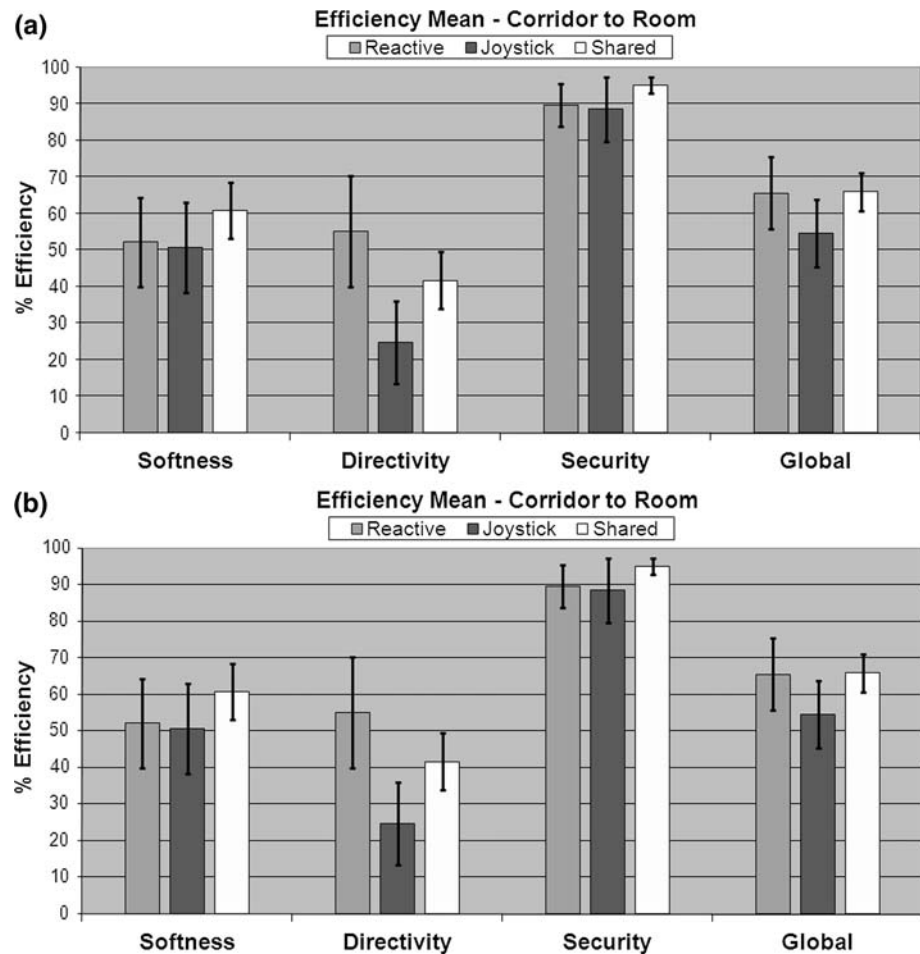 (a)
Efficiency Mean - Corridor to Room
Reactive Joystick Shared
% Efficiency
100
90
80
70
60
50
40
30
20
10
0
Softness Directivity Security Global
(b)
Efficiency Mean - Corridor to Room
Reactive Joystick Shared
% Efficiency
100
90
80
70
60
50
40
30
20
10
0
Softness Directivity Security Global